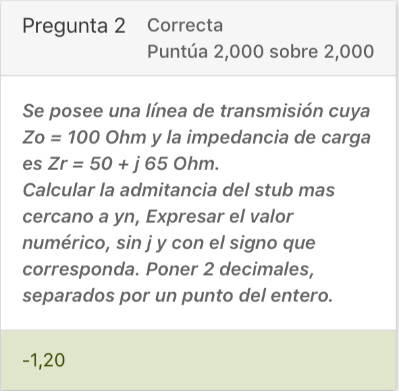 Pregunta 2
Correcta
Puntúa 2,000 sobre 2,000
Se posee una línea de transmisión cuya
Zo = 100 Ohm y la impedancia de carga
es Zr = 50 + j 65 Ohm.
Calcular la admitancia del stub mas
cercano a yn, Expresar el valor
numérico, sin j y con el signo que
corresponda. Poner 2 decimales,
separados por un punto del entero.
-1,20